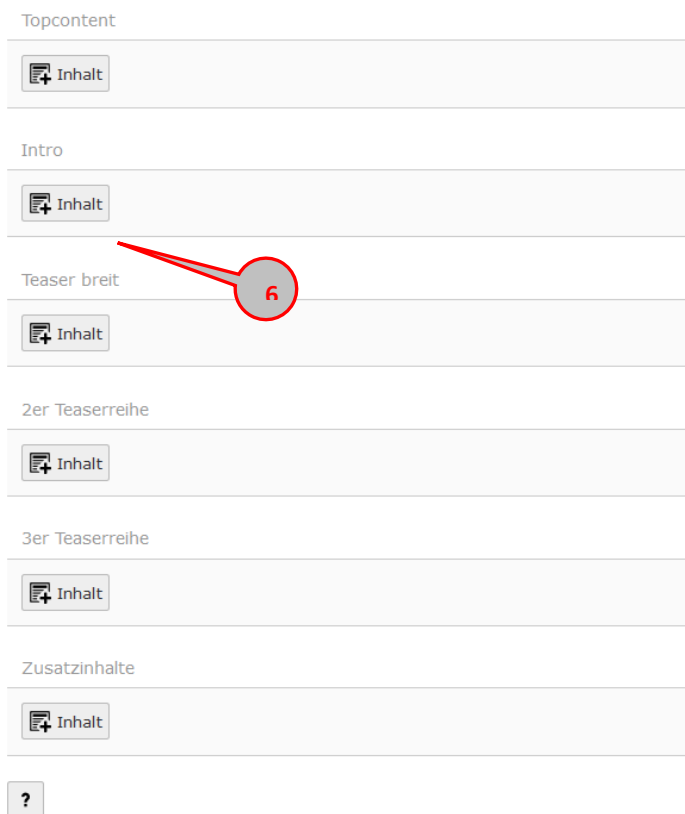 Topcontent
Inhalt
Intro
Inhalt
Teaser breit
6
Inhalt
2er Teaserreihe
Inhalt
3er Teaserreihe
Inhalt
Zusatzinhalte
Inhalt
?